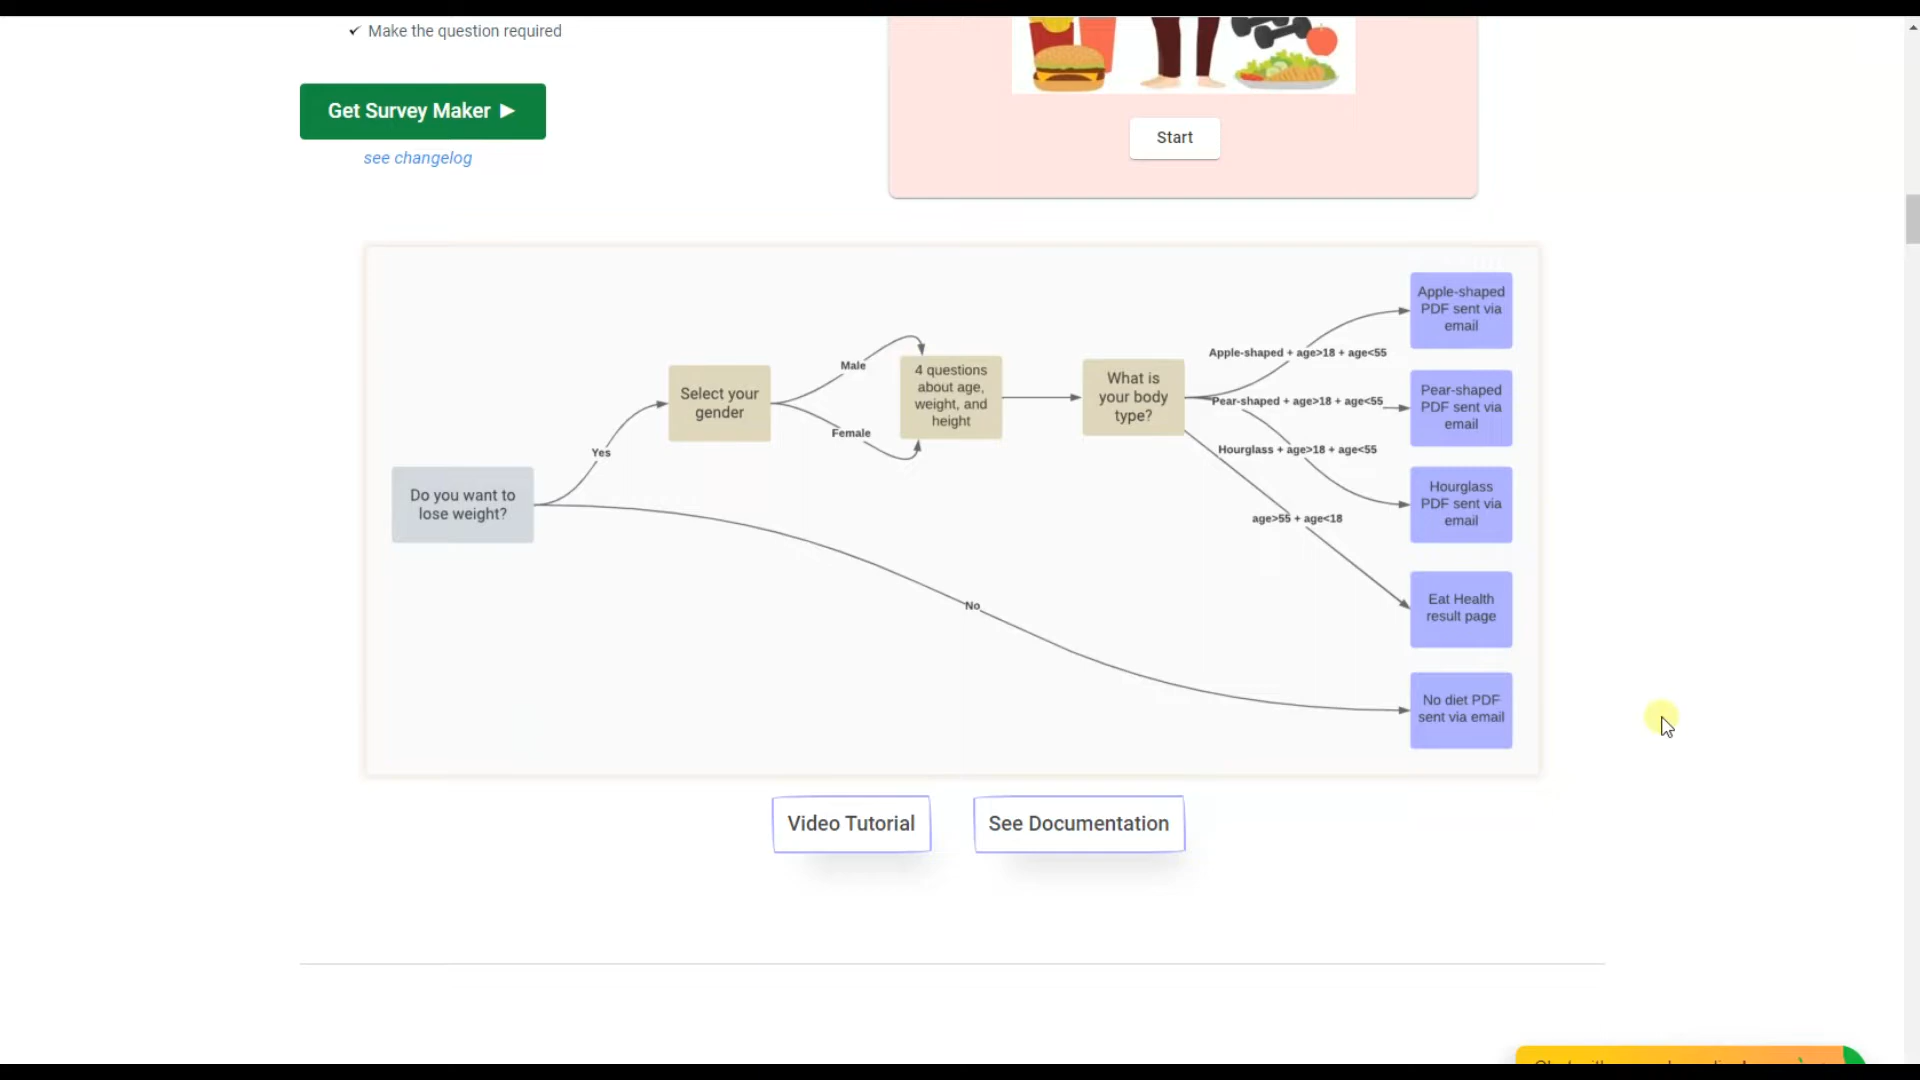 Make the question required
Get Survey Maker
see changelog
Start
Do you want to
lose weight?
Yes
No
Select your
gender
Male
Female
4 questions
about age,
weight, and
height
What is
your body
type?
Apple-shaped + age>18 + age<55
Pear-shaped + age>18 + age<55
Hourglass + age>18 + age<55
age>55 + age<18
Apple-shaped
PDF sent via
email
Pear-shaped
PDF sent via
email
Hourglass
PDF sent via
email
Eat Health
result page
No diet PDF
sent via email
Video Tutorial
See Documentation